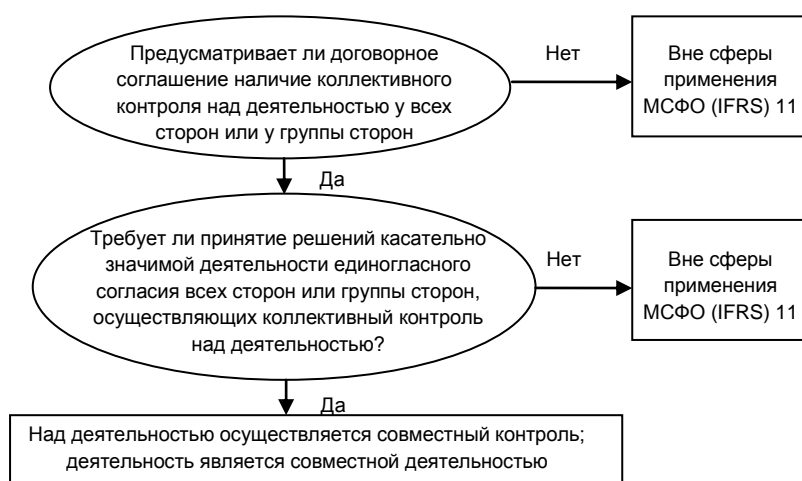 Предусматривает ли договорное
соглашение наличие коллективного
контроля над деятельностью у всех
сторон или у группы сторон
Нет
Вне сферы
применения
МСФО (IFRS) 11
Да
Требует ли принятие решений касательно
значимой деятельности единогласного
согласия всех сторон или группы сторон,
осуществляющих коллективный контроль
над деятельностью?
Нет
Вне сферы
применения
МСФО (IFRS) 11
Да
Над деятельностью осуществляется совместный контроль;
деятельность является совместной деятельностью